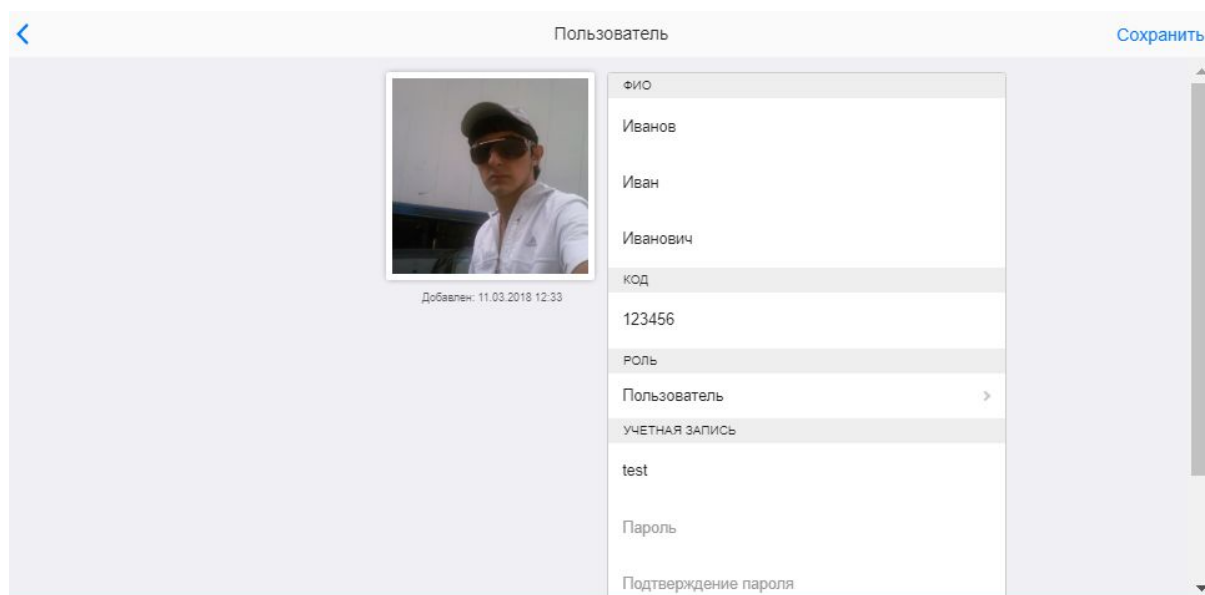 Пользователь
Сохранить
ФИО
Иванов
Иван
Иванович
Добавлен: 11.03.2018 12:33
КОД
123456
РОЛЬ
Пользователь
УЧЕТНАЯ ЗАПИСЬ
test
Пароль
Подтверждение пароля